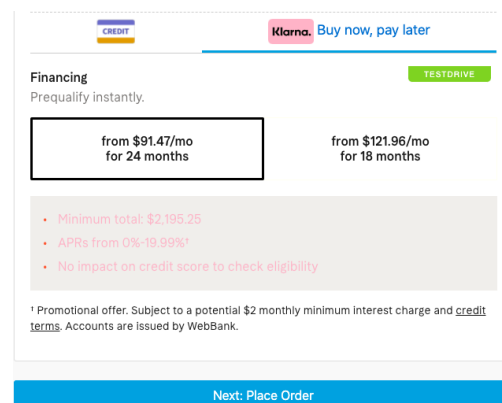 CREDIT
Klarna. Buy now, pay later
Financing
TESTDRIVE
Prequalify instantly.
from $91.47/mo
for 24 months
from $121.96/mo
for 18 months
• Minimum total: $2,195.25
• APRs from 0%-19.99%†
• No impact on credit score to check eligibility
† Promotional offer. Subject to a potential $2 monthly minimum interest charge and credit
terms. Accounts are issued by WebBank.
Next: Place Order